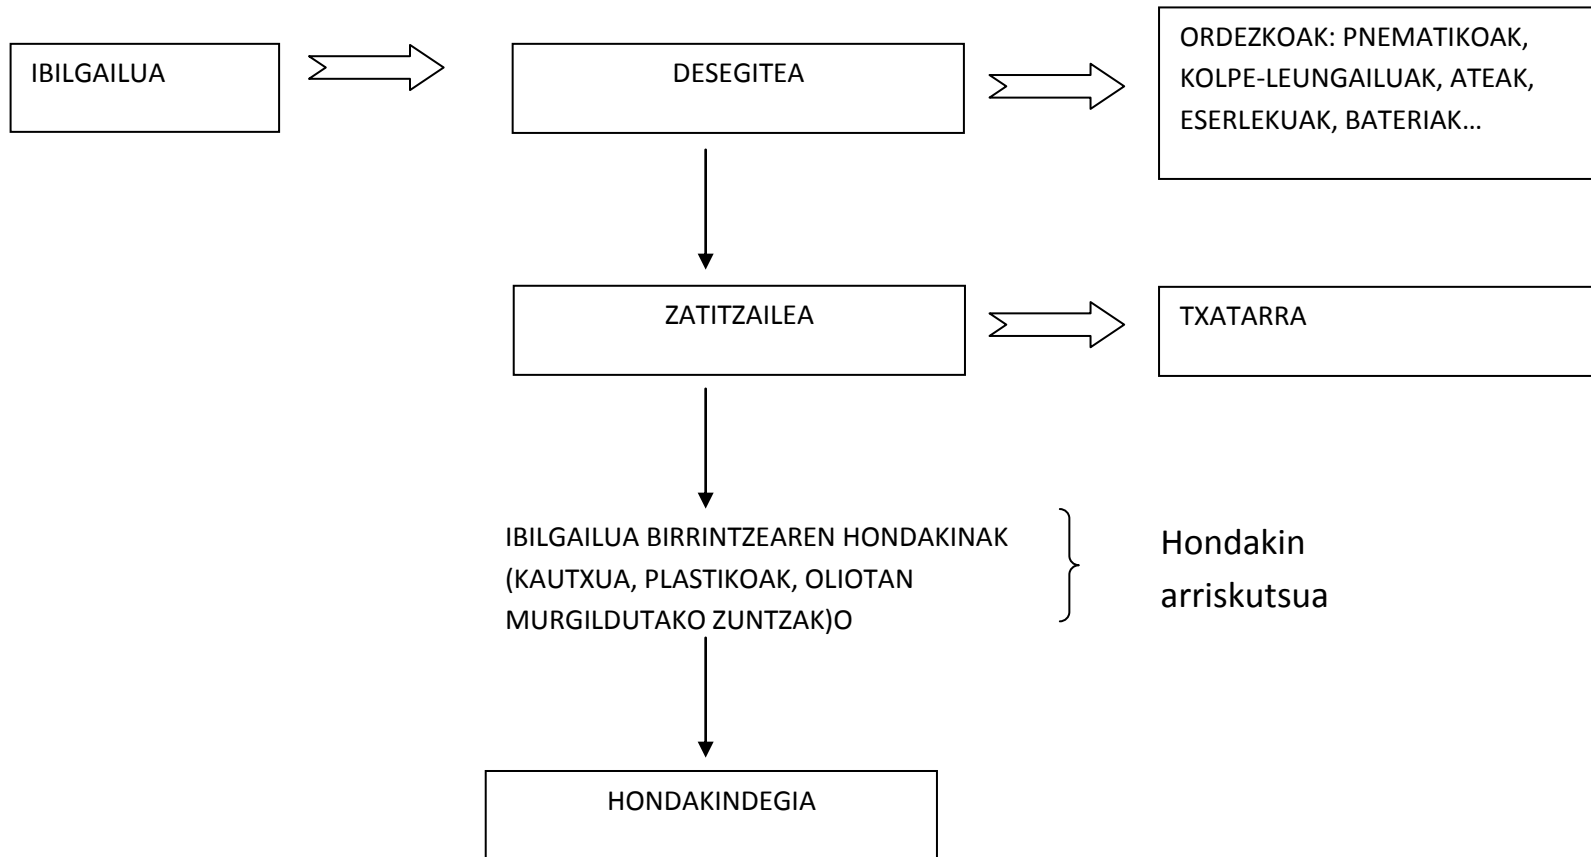 IBILGAILUA
DESEGITEA
ORDEZKOAK: PNEMATIKOAK,
KOLPE-LEUNGAILUAK, ATEAK,
ESERLEKUAK, BATERIAK…
ZATITZAILEA
TXATARRA
IBILGAILUA BIRRINTZEAREN HONDAKINAK
(KAUTXUA, PLASTIKOAK, OLIOTAN
MURGILDUTAKO ZUNTZAK)O
Hondakin
arriskutsua
HONDAKINDEGIA